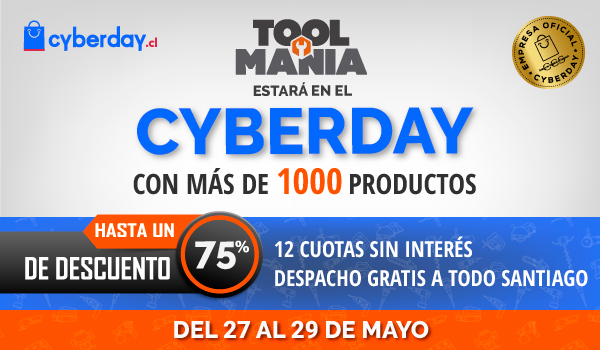 cyberday.cl
TOOL
MANIA
EMPRESA OFICIAL
CYBERDAY
ESTARÁ EN EL
CYBERDAY
CON MÁS DE 1000 PRODUCTOS
HASTA UN
75%
DE DESCUENTO
12 CUOTAS SIN INTERÉS
DESPACHO GRATIS A TODO SANTIAGO
DEL 27 AL 29 DE MAYO